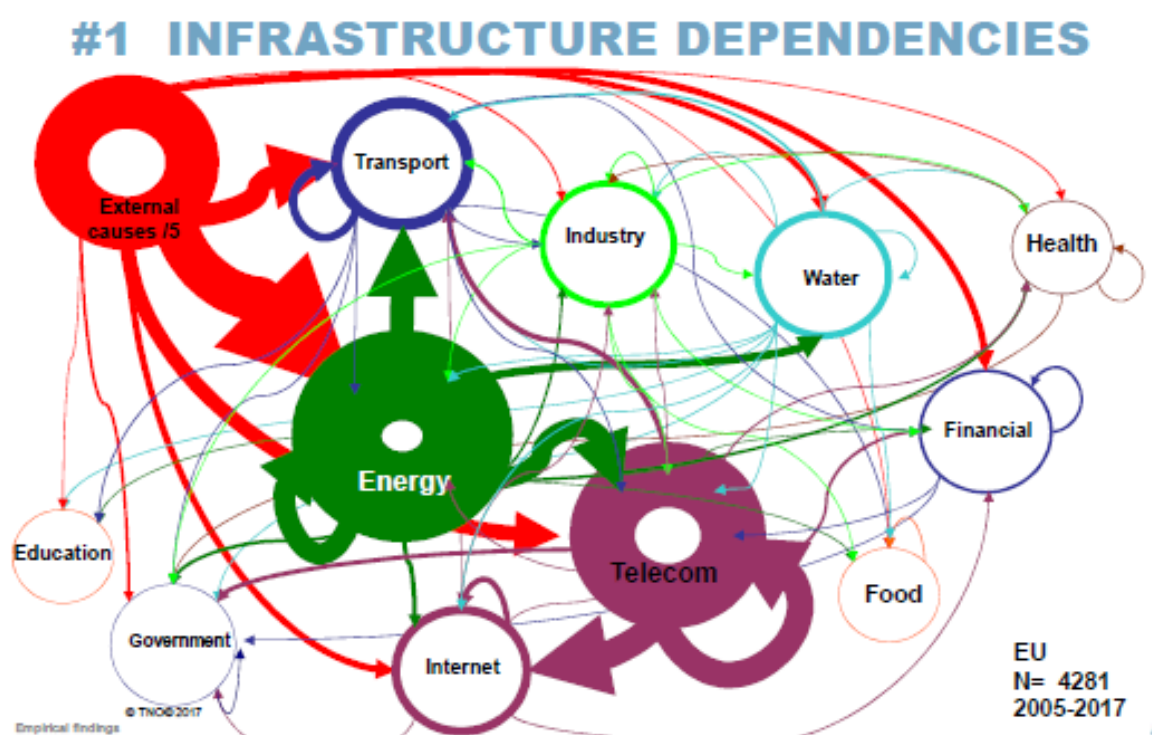 #1 INFRASTRUCTURE DEPENDENCIES
External
causes /5
Transport
Industry
Water
Health
Energy
Financial
Education
Telecom
Food
Government
Internet
EU
N= 4281
2005-2017
© TNO©2017
Empirical findings